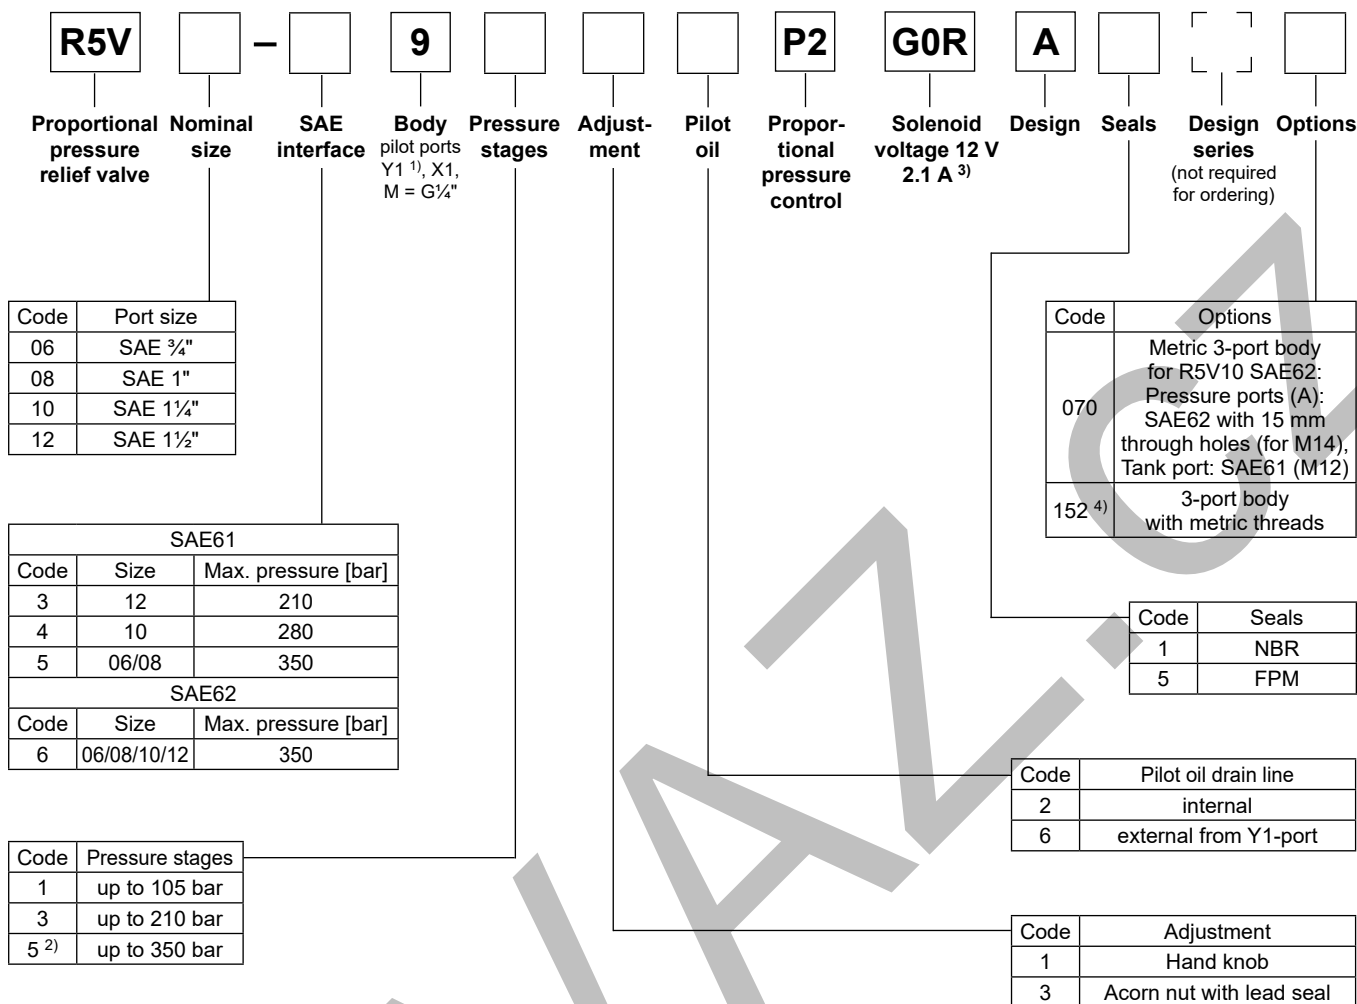 R5V – 9 P2 G0R A
Proportional pressure relief valve
Nominal size
SAE interface
Body
pilot ports
Y1 1), X1,
M = G¼"
Pressure stages
Adjust-
ment
Pilot oil
Propor-
tional
pressure
control
Solenoid
voltage 12 V
2.1 A 3)
Design
Seals
Design
series
(not required
for ordering)
Options
Code Port size
06 SAE ¾"
08 SAE 1"
10 SAE 1¼"
12 SAE 1½"
SAE61
Code Size Max. pressure [bar]
3 12 210
4 10 280
5 06/08 350
SAE62
Code Size Max. pressure [bar]
6 06/08/10/12 350
Code Pressure stages
1 up to 105 bar
3 up to 210 bar
5 2) up to 350 bar
Code Options
070 Metric 3-port body
for R5V10 SAE62:
Pressure ports (A):
SAE62 with 15 mm
through holes (for M14),
Tank port: SAE61 (M12)
152 4) 3-port body
with metric threads
Code Seals
1 NBR
5 FPM
Code Pilot oil drain line
2 internal
6 external from Y1-port
Code Adjustment
1 Hand knob
3 Acorn nut with lead seal